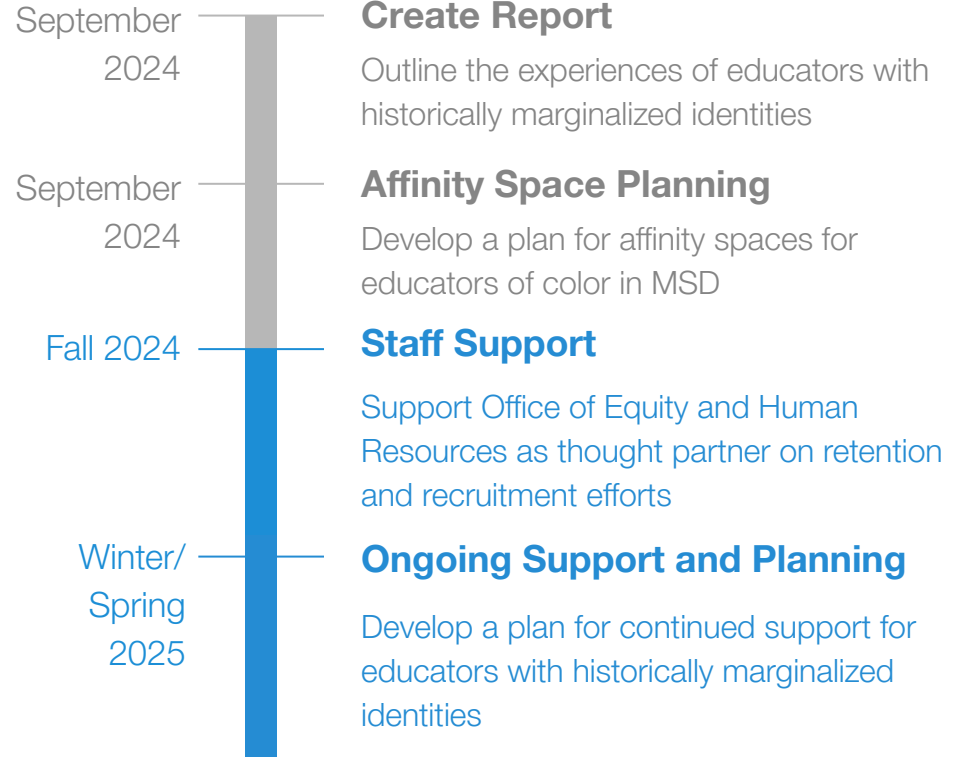 September
2024
Create Report
Outline the experiences of educators with
historically marginalized identities
September
2024
Affinity Space Planning
Develop a plan for affinity spaces for
educators of color in MSD
Fall 2024
Staff Support
Support Office of Equity and Human
Resources as thought partner on retention
and recruitment efforts
Winter/
Spring
2025
Ongoing Support and Planning
Develop a plan for continued support for
educators with historically marginalized
identities